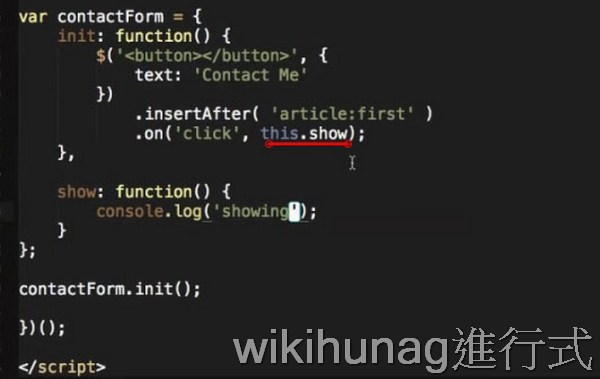 var contactForm = {
    init: function() {
        $('<button></button>', {
            text: 'Contact Me'
        })
            .insertAfter( 'article:first' )
            .on('click', this.show);
    },

    show: function() {
        console.log('showing');
    }
};

contactForm.init();

})();

</script>
wikihunag進行式